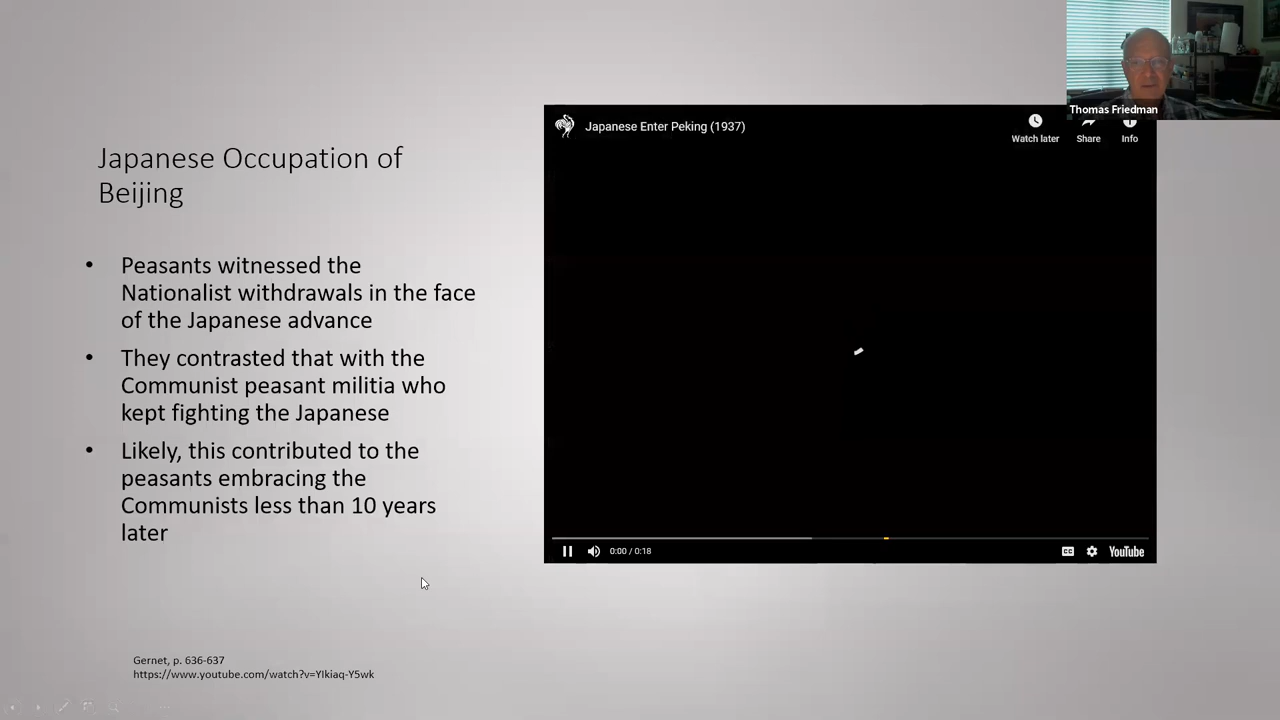 Japanese Occupation of
Beijing
• Peasants witnessed the
Nationalist withdrawals in the face
of the Japanese advance
• They contrasted that with the
Communist peasant militia who
kept fighting the Japanese
• Likely, this contributed to the
peasants embracing the
Communists less than 10 years
later
Gernet, p. 636-637
https://www.youtube.com/watch?v=YIkiaq-Y5wk
Japanese Enter Peking (1937)
Watch later
Share
Info
0:00 / 0:18
CC
YouTube
Thomas Friedman